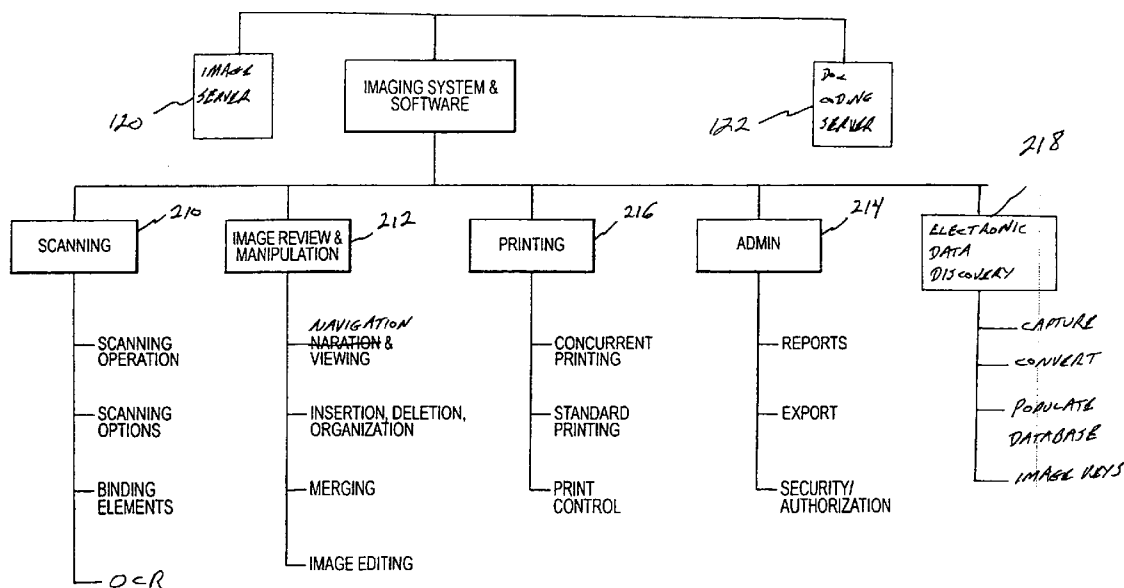 IMAGE
SERVER
120
IMAGING SYSTEM &
SOFTWARE
DOC
CODING
SERVER
122
SCANNING
210
SCANNING
OPERATION
SCANNING
OPTIONS
BINDING
ELEMENTS
OCR
IMAGE REVIEW &
MANIPULATION
212
NAVIGATION
NARATION &
VIEWING
INSERTION, DELETION,
ORGANIZATION
MERGING
IMAGE EDITING
PRINTING
216
CONCURRENT
PRINTING
STANDARD
PRINTING
PRINT
CONTROL
ADMIN
214
REPORTS
EXPORT
SECURITY/
AUTHORIZATION
218
ELECTRONIC
DATA
DISCOVERY
CAPTURE
CONVERT
POPULATE
DATABASE
IMAGE KEYS